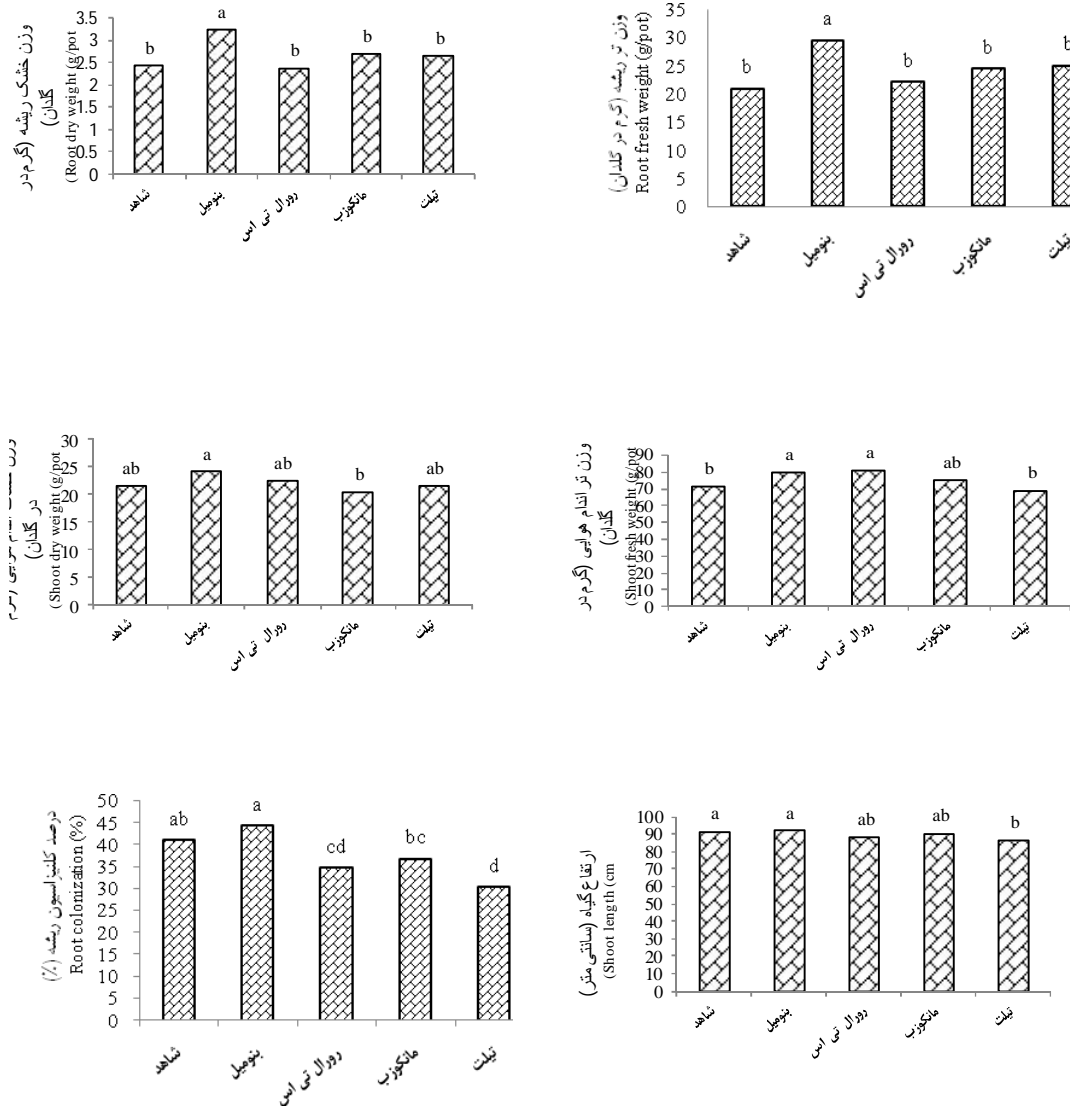 وزن خشک ریشه (گرم در
گلدان)
(Root dry weight (g/pot
3.5
3
2.5
2
1.5
1
0.5
0
b
a
b
b
b
شاهد
بنومیل
رورال تی اس
مانکوزب
تیلت
وزن تر ریشه (گرم در گلدان)
Root fresh weight (g/pot)
35
30
25
20
15
10
5
0
b
a
b
b
شاهد
بنومیل
رورال تی اس
مانکوزب
تیلت
در گلدان)
(Shoot dry weight (g/pot
30
25
20
15
10
5
0
ab
a
ab
b
ab
شاهد
بنومیل
رورال تی اس
مانکوزب
تیلت
وزن تر اندام هوایی (گرم در
گلدان)
(Shoot fresh weight (g/pot
90
80
70
60
50
40
30
20
10
0
b
a
a
ab
b
شاهد
بنومیل
رورال تی اس
مانکوزب
تیلت
درصد کلنیزاسیون ریشه (%)
Root colonization (%)
50
45
40
35
30
25
20
15
10
5
0
ab
a
cd
bc
d
شاهد
بنومیل
رورال تی اس
مانکوزب
تیلت
ارتفاع گیاه (سانتی متر)
(Shoot length (cm
100
90
80
70
60
50
40
30
20
10
0
a
a
ab
ab
b
شاهد
بنومیل
رورال تی اس
مانکوزب
تیلت